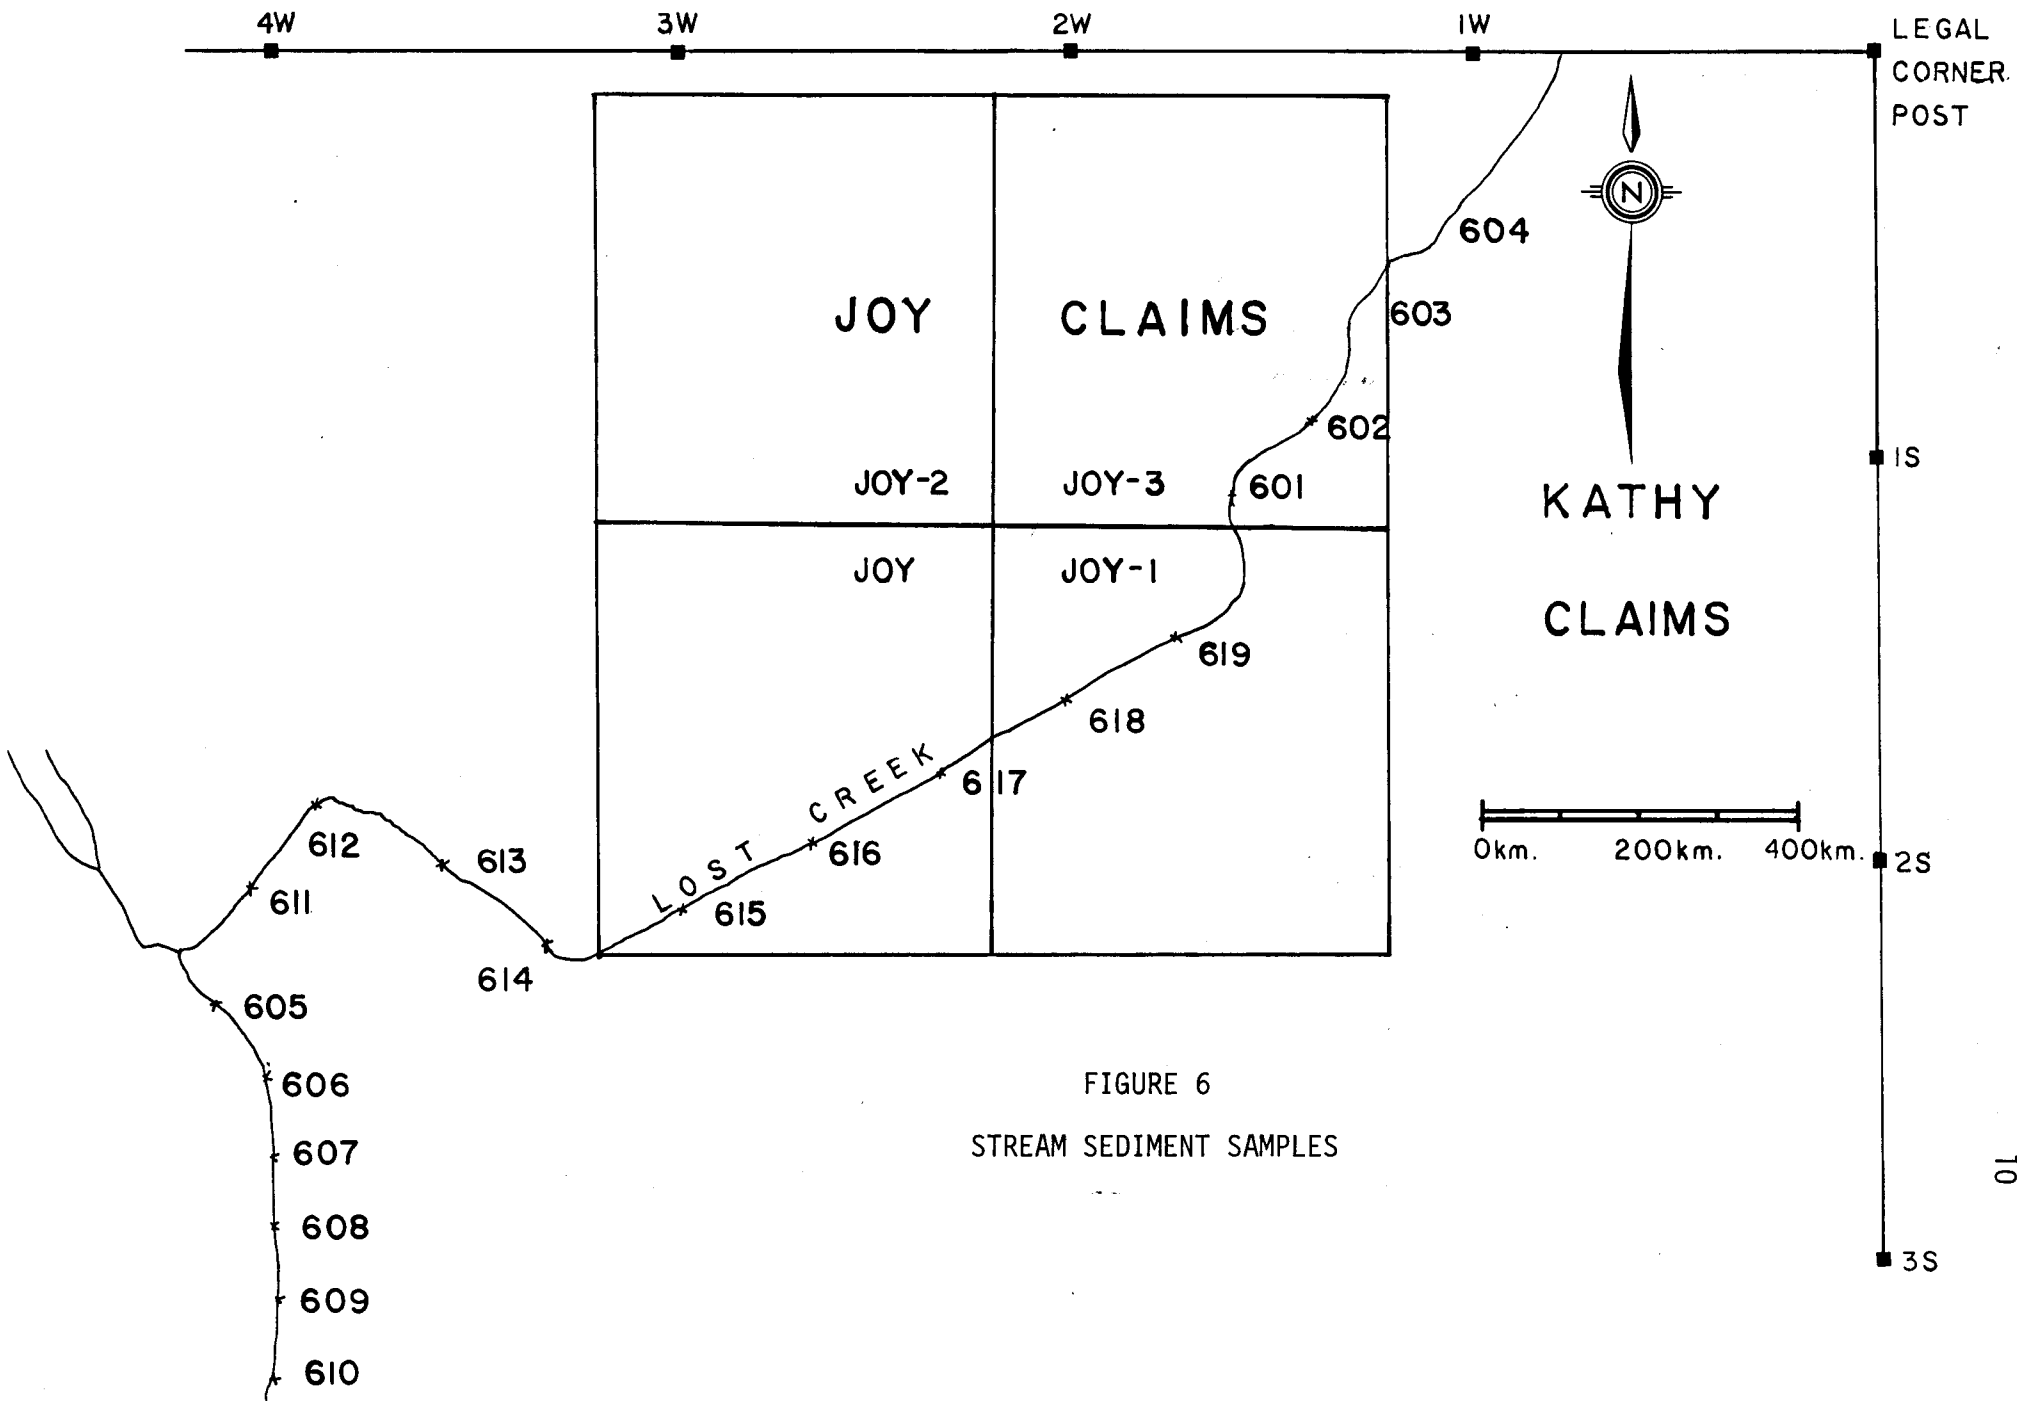 4W 3W 2W 1W
LEGAL
CORNER
POST
N
604
603
JOY CLAIMS
602
JOY-2 JOY-3 601
1S
KATHY
CLAIMS
JOY JOY-1
619
618
617
LOST CREEK
616
615
0km. 200km. 400km.
2S
612
613
611
614
605
606
607
608
609
610
FIGURE 6
STREAM SEDIMENT SAMPLES
10
3S